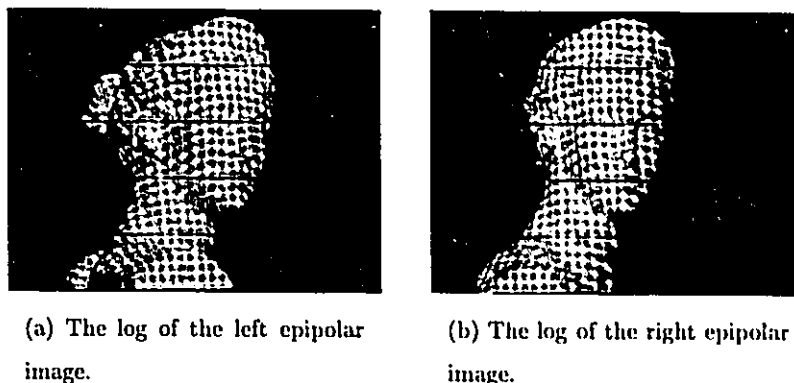 (a) The log of the left epipolar
image.
(b) The log of the right epipolar
image.